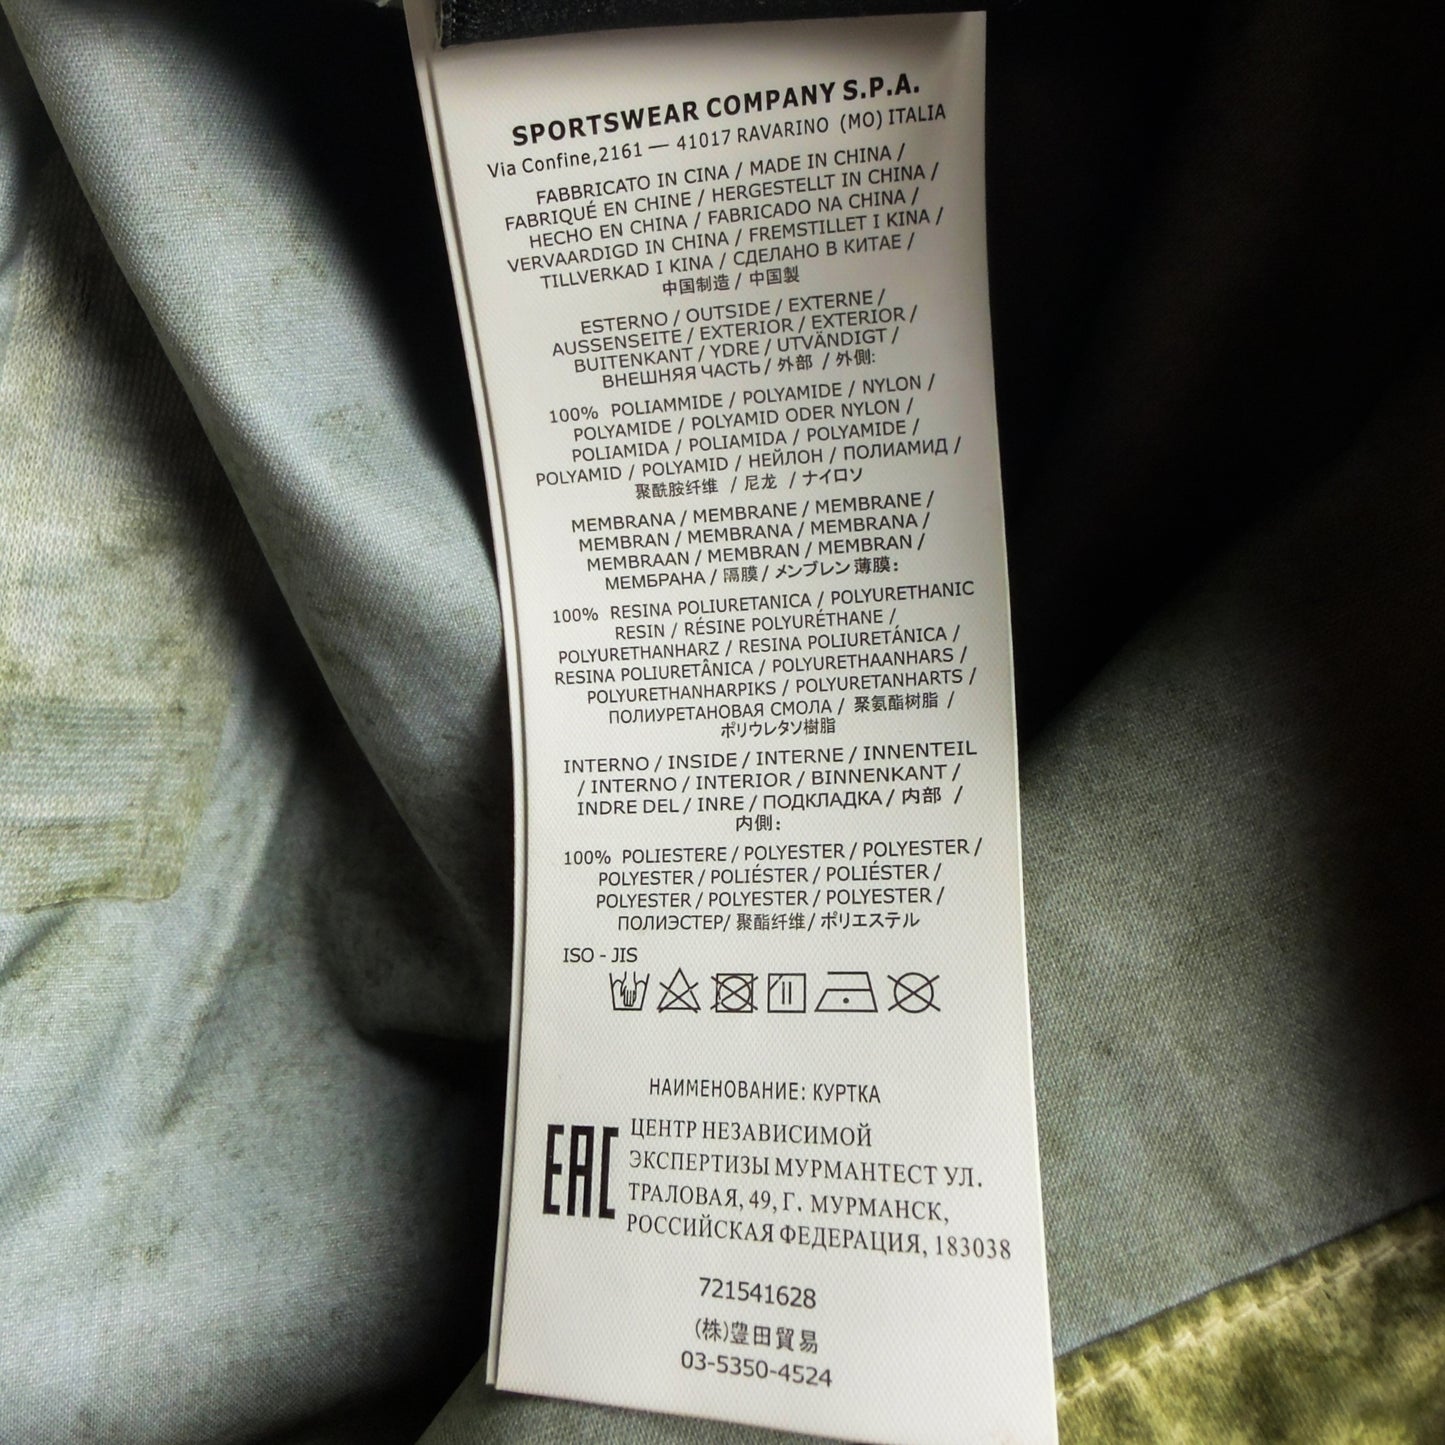 SPORTSWEAR COMPANY S.P.A.
Via Confine,2161 — 41017 RAVARINO (MO) ITALIA
FABBRICATO IN CINA / MADE IN CHINA /
FABRIQUÉ EN CHINE / HERGESTELLT IN CHINA /
HECHO EN CHINA / FABRICADO NA CHINA /
VERVAARDIGD IN CHINA / FREMSTILLET I KINA /
TILLVERKAD I KINA / СДЕЛАНО В КИТАЕ /
中国制造 / 中国製
ESTERNO / OUTSIDE / EXTERNE /
AUSSENSEITE / EXTERIOR / EXTERIOR /
BUITENKANT / YDRE / UTVÄNDIGT /
ВНЕШНЯЯ ЧАСТЬ / 外部 / 外側:
100% POLIAMMIDE / POLYAMIDE / NYLON /
POLYAMIDE / POLYAMID ODER NYLON /
POLIAMIDA / POLIAMIDA / POLYAMIDE /
POLYAMID / POLYAMID / НЕЙЛОН / ПОЛИАМИД /
聚酰胺纤维 / 尼龙 / ナイロソ
MEMBRANA / MEMBRANE / MEMBRANE /
MEMBRAN / MEMBRANA / MEMBRANA /
MEMBRAAN / MEMBRAN / MEMBRAN /
МЕМБРАНА / 隔膜 / メンブレン 薄膜:
100% RESINA POLIURETANICA / POLYURETHANIC
RESIN / RÉSINE POLYURÉTHANE /
POLYURETHANHARZ / RESINA POLIURETÁNICA /
RESINA POLIURETÂNICA / POLYURETHAANHARS /
POLYURETHANHARPIKS / POLYURETANHARTS /
ПОЛИУРЕТАНОВАЯ СМОЛА / 聚氨酯树脂 /
ポリウレタソ樹脂
INTERNO / INSIDE / INTERNE / INNENTEIL
/ INTERNO / INTERIOR / BINNENKANT /
INDRE DEL / INRE / ПОДКЛАДКА / 内部 /
内側:
100% POLIESTERE / POLYESTER / POLYESTER /
POLYESTER / POLIÉSTER / POLIÉSTER /
POLYESTER / POLYESTER / POLYESTER /
ПОЛИЭСТЕР/ 聚酯纤维/ ポリエステル
ISO - JIS
НАИМЕНОВАНИЕ: КУРТКА
EAC
ЦЕНТР НЕЗАВИСИМОЙ
ЭКСПЕРТИЗЫ МУРМАНТЕСТ УЛ.
ТРАЛОВАЯ, 49, Г. МУРМАНСК,
РОССИЙСКАЯ ФЕДЕРАЦИЯ, 183038
721541628
(株)豊田貿易
03-5350-4524